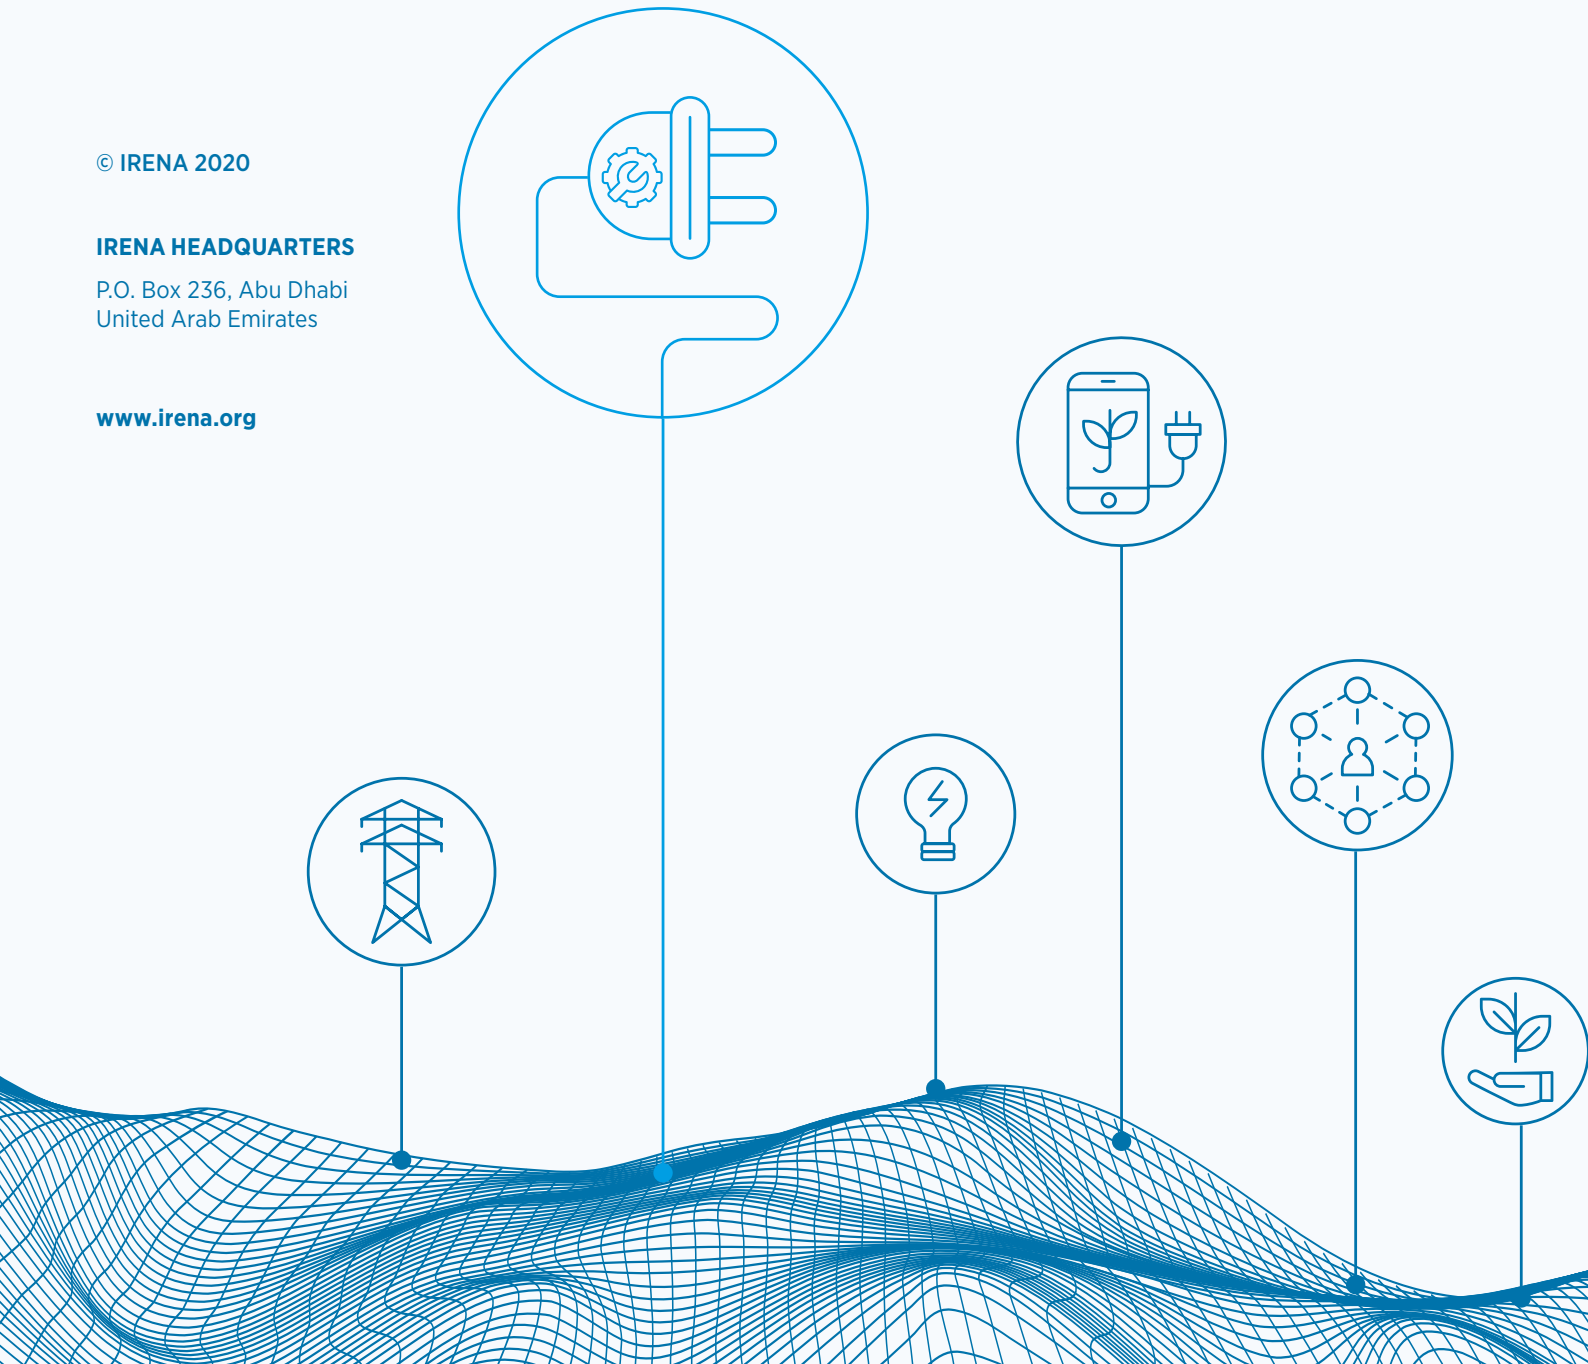 © IRENA 2020
IRENA HEADQUARTERS
P.O. Box 236, Abu Dhabi
United Arab Emirates
www.irena.org